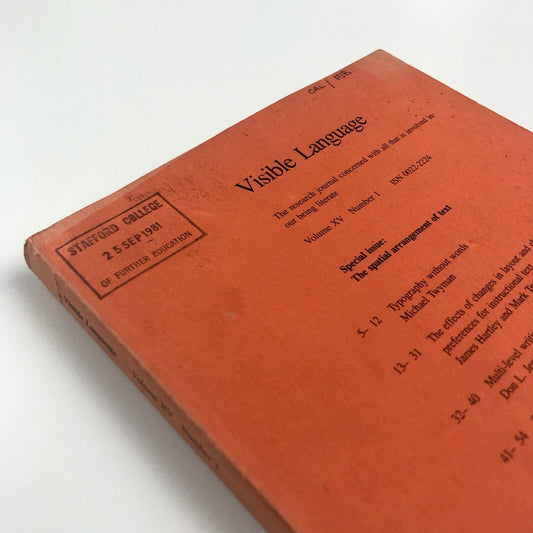 Visible Language
The research journal concerned with all that is involved in-
our being literate
Volume XV Number 1 ISN 0022-2224
Special issue:
The spatial arrangement of text
5– 12 Typography without words
Michael Twyman
13– 31 The effects of changes in layout and
preferences for instructional text
James Hartley and Mark
32– 40 Multi-level
Don L.
41– 54
STAFFORD COLLEGE
25 SEP 1981
OF FURTHER EDUCATION
Visible Language Volume XV Number 1